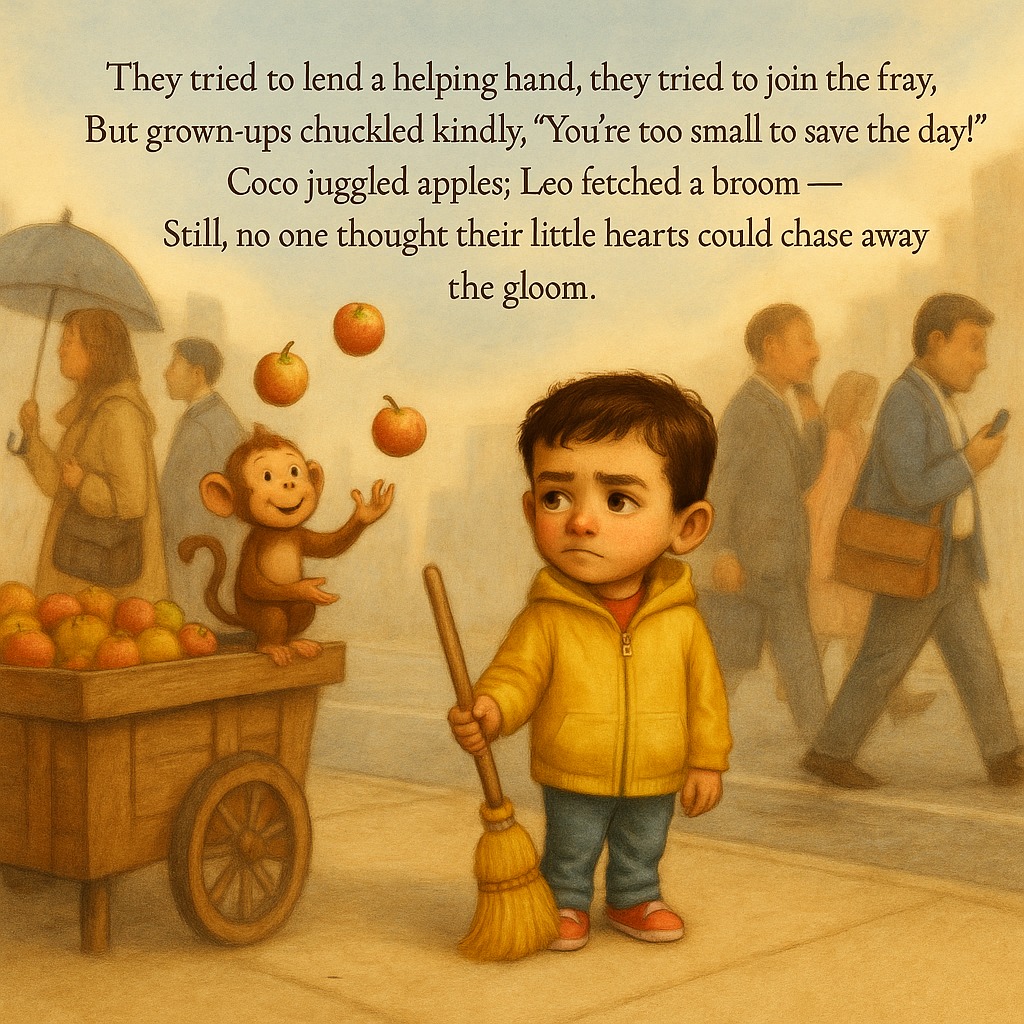 They tried to lend a helping hand, they tried to join the fray,
But grown-ups chuckled kindly, “You’re too small to save the day!”
Coco juggled apples; Leo fetched a broom —
Still, no one thought their little hearts could chase away
the gloom.